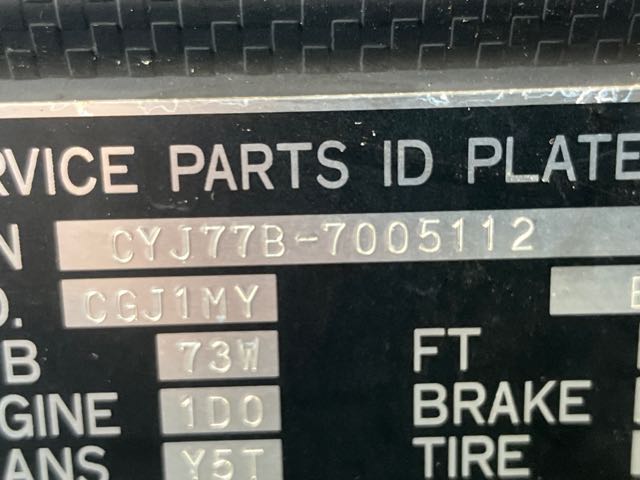 RVICE PARTS ID PLATE
N CYJ77B-7005112
O. CGJ1MY
B 73W FT
GINE 1D0 BRAKE
ANS Y5T TIRE